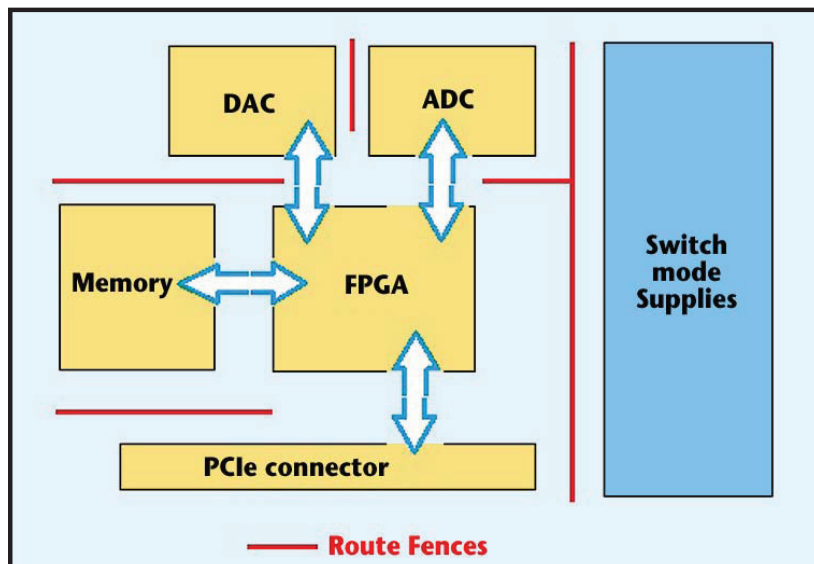 DAC
ADC
Memory
FPGA
Switch
mode
Supplies
PCIe connector
Route Fences